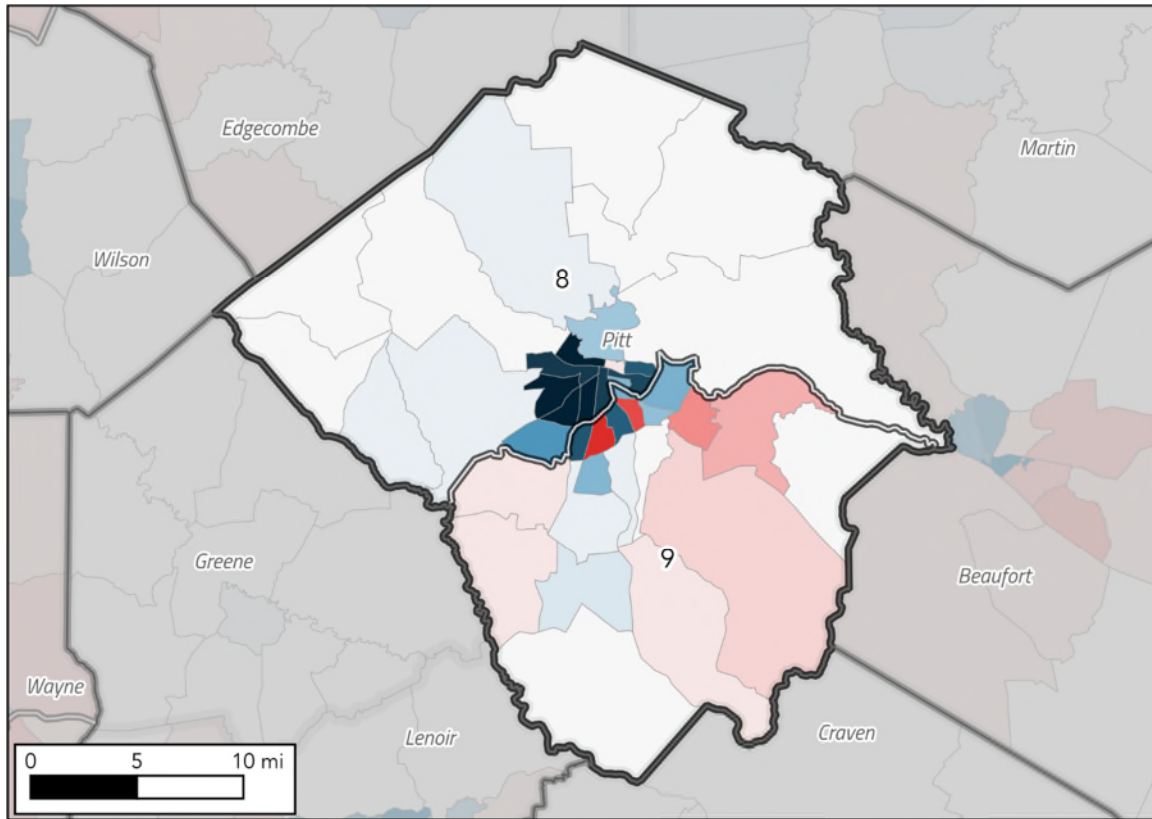 Edgecombe
Martin
Wilson
8
Pitt
9
Greene
Beaufort
Wayne
Lenoir
Craven
0 5 10 mi